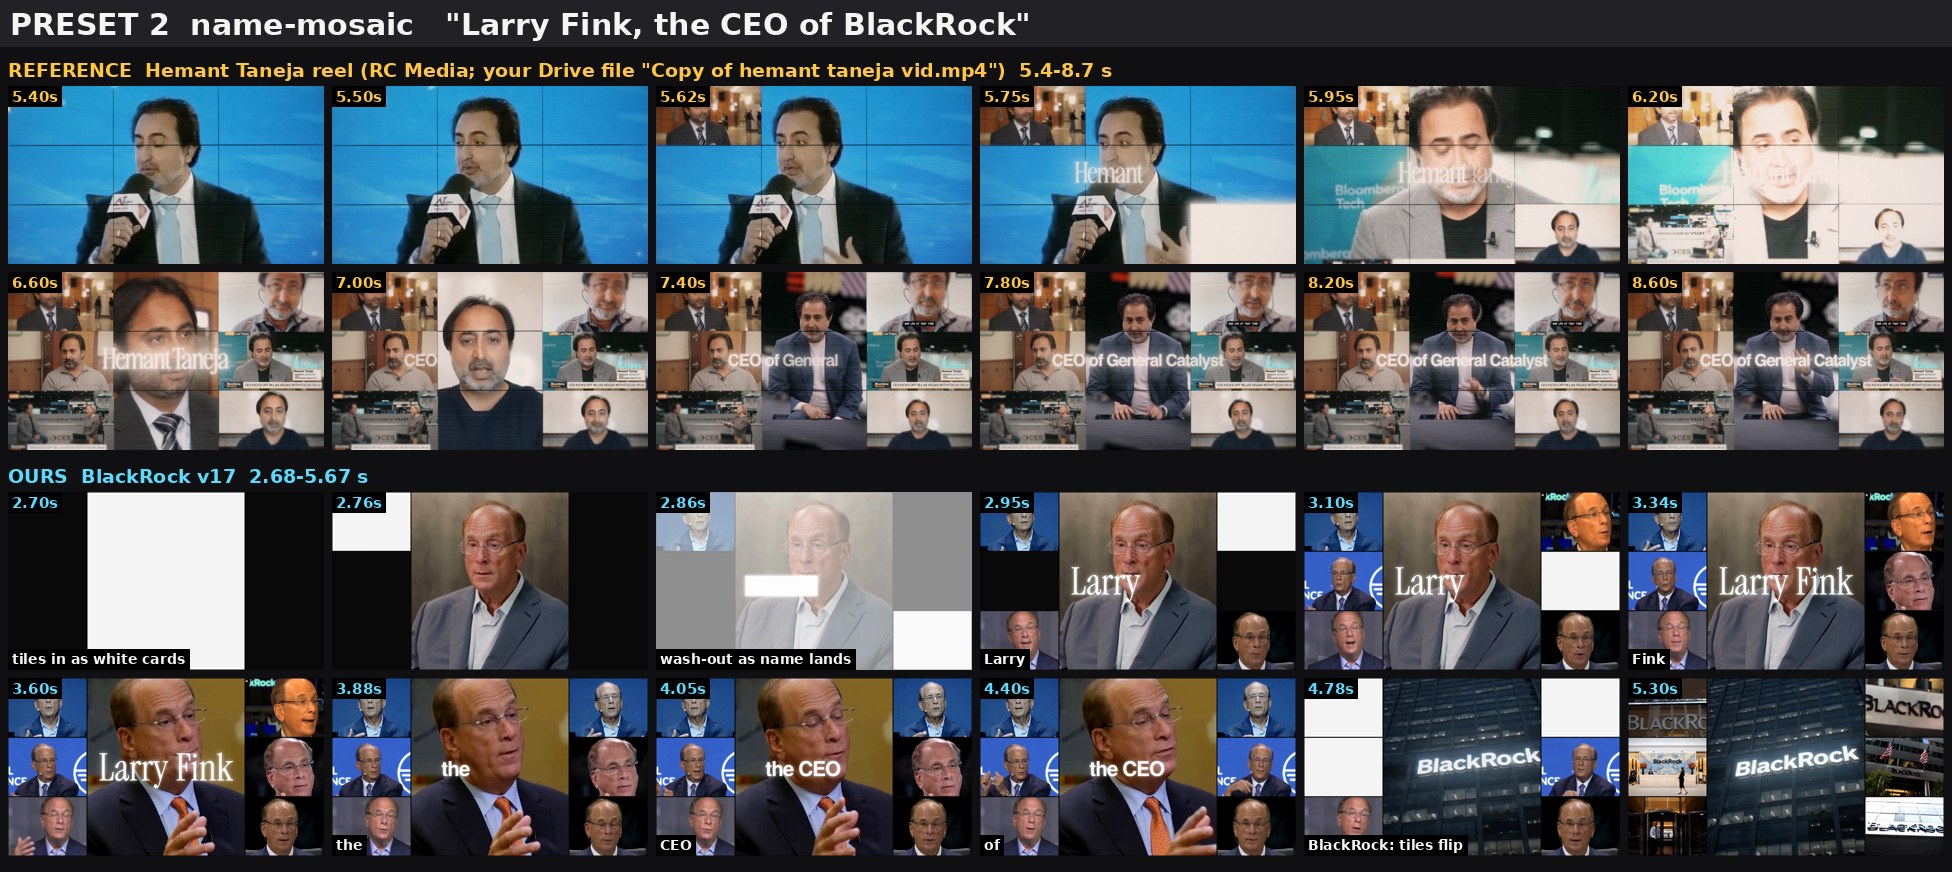 PRESET 2 name-mosaic "Larry Fink, the CEO of BlackRock"
REFERENCE Hemant Taneja reel (RC Media; your Drive file "Copy of hemant taneja vid.mp4") 5.4-8.7 s
5.40s
5.50s
5.62s
5.75s
Hemant
5.95s
Hemant
Bloomberg
Tech
6.20s
Hemant
Bloomberg
Tech
6.60s
Hemant Taneja
7.00s
CEO
7.40s
CEO of General
7.80s
CEO of General Catalyst
8.20s
CEO of General Catalyst
8.60s
CEO of General Catalyst
OURS BlackRock v17 2.68-5.67 s
2.70s
tiles in as white cards
2.76s
2.86s
wash-out as name lands
2.95s
Larry
Larry
3.10s
Larry
3.34s
Larry Fink
Fink
3.60s
Larry Fink
3.88s
the
the
4.05s
the CEO
CEO
4.40s
the CEO
of
4.78s
BlackRock
BlackRock: tiles flip
5.30s
BlackRock